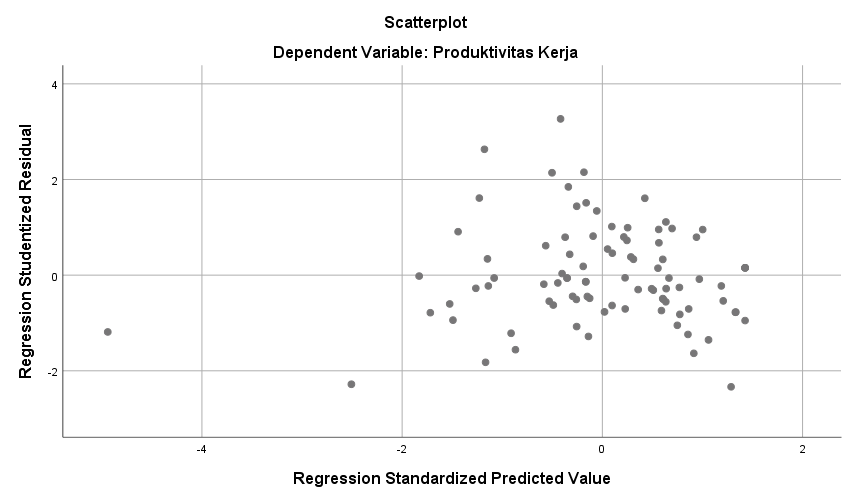 Scatterplot
Dependent Variable: Produktivitas Kerja
Regression Studentized Residual
4
2
0
-2
-4
-2
0
2
Regression Standardized Predicted Value